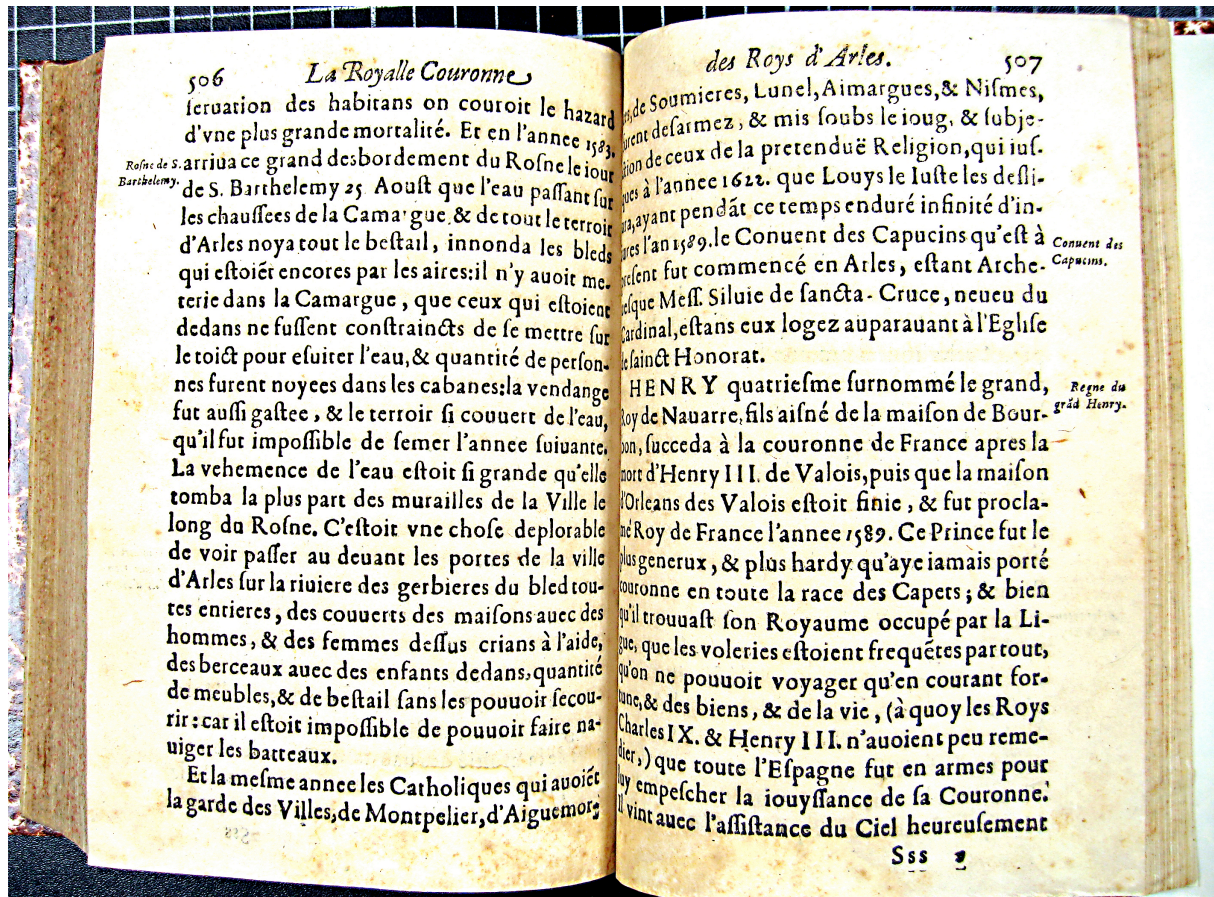 506 La Royalle Couronne
ſeruation des habitans on couroit le hazard
d'vne plus grande mortalité. Et en l'annee 1583.
Roſne de S. arriua ce grand desbordement du Roſne le iour
Barthelemy. de S. Barthelemy 25 Aouſt que l'eau paſſant ſur
les chauſſees de la Camargue & de tout le terroir
d'Arles noya tout le beſtail, innonda les bleds
qui eſtoiēt encores par les aires: il n'y auoit me-
terie dans la Camargue, que ceux qui eſtoient
dedans ne fuſſent conſtraincts de ſe mettre ſur
le toict pour eſuiter l'eau, & quantité de perſon-
nes furent noyees dans les cabanes: la vendange
fut auſſi gaſtee, & le terroir ſi couuert de l'eau,
qu'il fut impoſſible de ſemer l'annee ſuiuante.
La vehemence de l'eau eſtoit ſi grande qu'elle
tomba la plus part des murailles de la Ville le
long du Roſne. C'eſtoit vne choſe deplorable
de voir paſſer au deuant les portes de la ville
d'Arles ſur la riuiere des gerbieres du bled tou-
tes entieres, des couuerts des maiſons auec des
hommes, & des femmes deſſus crians à l'aide,
des berceaux auec des enfants dedans, quantité
de meubles, & de beſtail ſans les pouuoir ſecou-
rir: car il eſtoit impoſſible de pouuoir faire na-
uiger les batteaux.
Et la meſme annee les Catholiques qui auoiēt
la garde des Villes, de Montpelier, d'Aiguemor-
des Roys d'Arles. 507
de Soumieres, Lunel, Aimargues, & Niſmes,
deſarmez, & mis ſoubs le ioug, & ſubje-
de ceux de la pretenduë Religion, qui iuſ-
à l'annee 1622. que Louys le Iuſte les deſli-
ayant pendāt ce temps enduré infinité d'in-
l'an 1589. le Conuent des Capucins qu'eſt à
fut commencé en Arles, eſtant Arche-
Meſſ. Siluie de ſancta-Cruce, neueu du
Cardinal, eſtans eux logez auparauant à l'Egliſe
ſainct Honorat.
Conuent des
Capucins.
HENRY quatrieſme ſurnommé le grand,
Roy de Nauarre, fils aiſné de la maiſon de Bour-
bon, ſucceda à la couronne de France apres la
mort d'Henry III. de Valois, puis que la maiſon
d'Orleans des Valois eſtoit finie, & fut procla-
mé Roy de France l'annee 1589. Ce Prince fut le
plus generux, & plus hardy qu'aye iamais porté
couronne en toute la race des Capets; & bien
qu'il trouuaſt ſon Royaume occupé par la Li-
gue, que les voleries eſtoient frequētes par tout,
qu'on ne pouuoit voyager qu'en courant for-
tune, & des biens, & de la vie, (à quoy les Roys
Charles IX. & Henry III. n'auoient peu reme-
dier,) que toute l'Eſpagne fut en armes pour
luy empeſcher la iouyſſance de ſa Couronne.
Il vint auec l'aſſiſtance du Ciel heureuſement
Regne du
grād Henry.
Sss 2